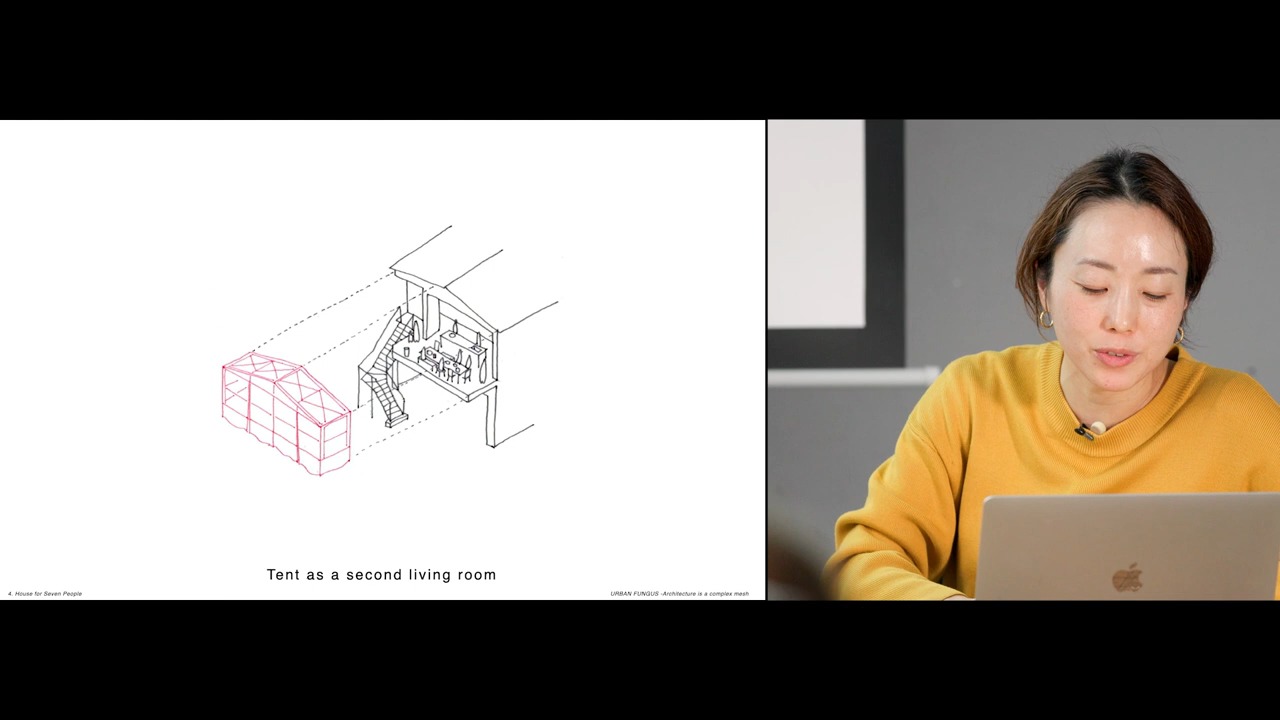 Tent as a second living room
4. House for Seven People
URBAN FUNGUS -Architecture is a complex mesh